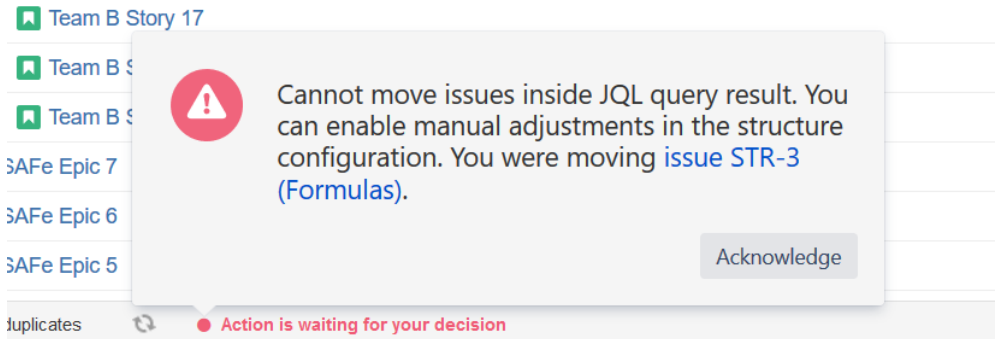 Team B Story 17
Team B
Team B
Cannot move issues inside JQL query result. You
can enable manual adjustments in the structure
configuration. You were moving issue STR-3
(Formulas).
SAFe Epic 7
SAFe Epic 6
SAFe Epic 5
Acknowledge
duplicates
Action is waiting for your decision